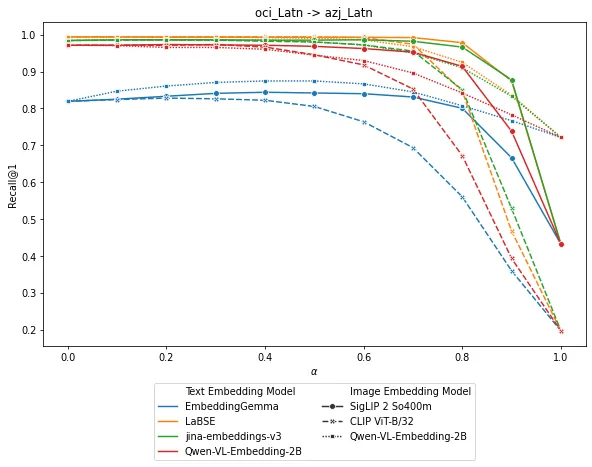 oci_Latn -> azj_Latn
Recall@1
1.0
0.9
0.8
0.7
0.6
0.5
0.4
0.3
0.2
0.0 0.2 0.4 0.6 0.8 1.0
α
Text Embedding Model
EmbeddingGemma
LaBSE
jina-embeddings-v3
Qwen-VL-Embedding-2B
Image Embedding Model
SigLIP 2 So400m
CLIP ViT-B/32
Qwen-VL-Embedding-2B